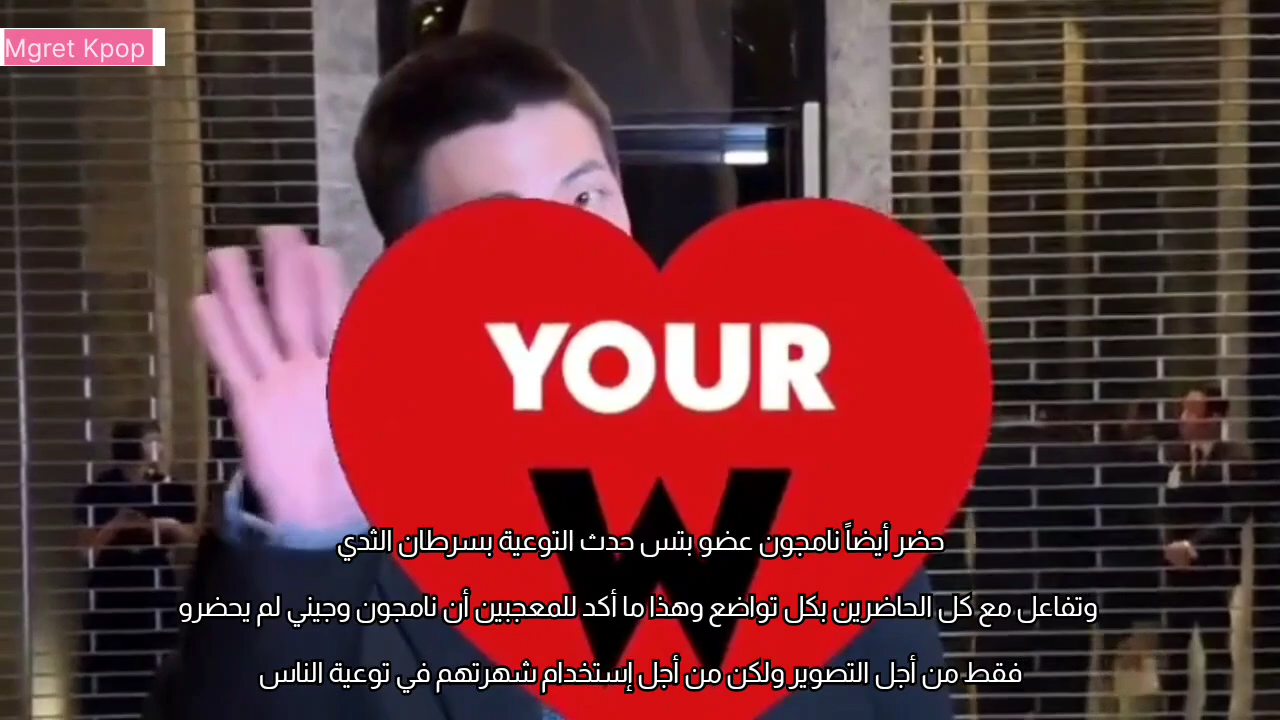 Mgret Kpop
YOUR
W
حضر أيضاً نامجون عضو بتس حدث التوعية بسرطان الثدي
وتفاعل مع كل الحاضرين بكل تواضع وهذا ما أكد للمعجبين أن نامجون وجيني لم يحضرو
فقط من أجل التصوير ولكن من أجل إستخدام شهرتهم في توعية الناس